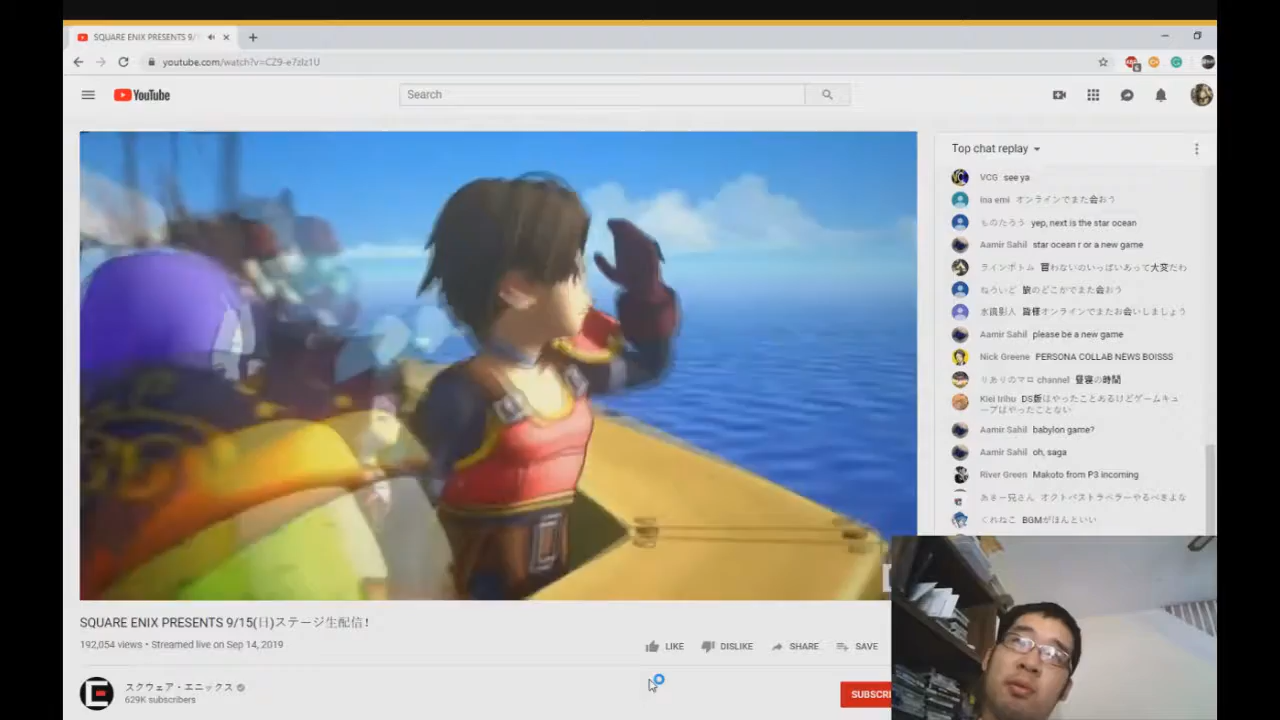 SQUARE ENIX PRESENTS 9/
youtube.com/watch?v=CZ9-e7zIz1U
YouTube
Search
Top chat replay
VCG see ya
Ina emi オンラインでまた会おう
ものたろう yep, next is the star ocean
Aamir Sahil star ocean r or a new game
ラインボトム 買わないのいっぱいあって大変だわ
ねういど 旅のどこかでまた会おう
水鏡影人 皆様オンラインでまたお会いしましょう
Aamir Sahil please be a new game
Nick Greene PERSONA COLLAB NEWS BOISSS
りありのマロ channel 昼寝の時間
Kiei Irihu DS版はやったことあるけどゲームキュ
ーブはやったことない
Aamir Sahil babylon game?
Aamir Sahil oh, saga
River Green Makoto from P3 incoming
あきー兄さん オクトパストラベラーやるべきよな
くれねこ BGMがほんといい
SQUARE ENIX PRESENTS 9/15(日)ステージ生配信!
192,054 views • Streamed live on Sep 14, 2019
LIKE DISLIKE SHARE SAVE
スクウェア・エニックス
629K subscribers
SUBSCRI